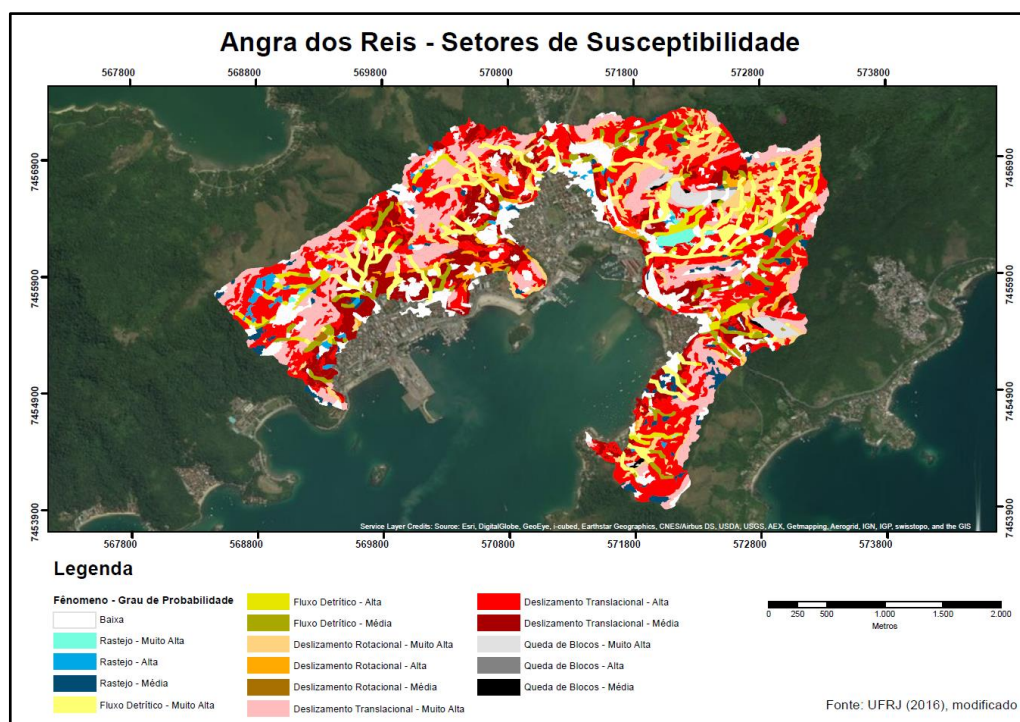 Angra dos Reis - Setores de Susceptibilidade
567800 568800 569800 570800 571800 572800 573800
7456900 7456900
7455900 7455900
7454900 7454900
7453900 7453900
Service Layer Credits: Source: Esri, DigitalGlobe, GeoEye, i-cubed, Earthstar Geographics, CNES/Airbus DS, USDA, USGS, AEX, Getmapping, Aerogrid, IGN, IGP, swisstopo, and the GIS
567800 568800 569800 570800 571800 572800 573800
Legenda
Fênomeno - Grau de Probabilidade
Baixa
Rastejo - Muito Alta
Rastejo - Alta
Rastejo - Média
Fluxo Detrítico - Muito Alta
Fluxo Detrítico - Alta
Fluxo Detrítico - Média
Deslizamento Rotacional - Muito Alta
Deslizamento Rotacional - Alta
Deslizamento Rotacional - Média
Deslizamento Translacional - Muito Alta
Deslizamento Translacional - Alta
Deslizamento Translacional - Média
Queda de Blocos - Muito Alta
Queda de Blocos - Alta
Queda de Blocos - Média
0 250 500 1.000 1.500 2.000
Metros
Fonte: UFRJ (2016), modificado